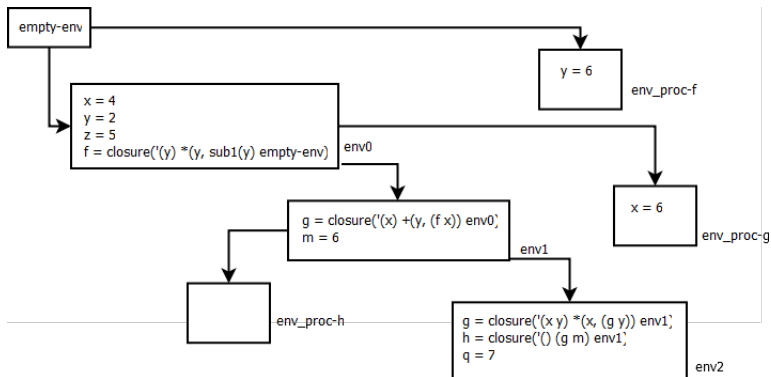 empty-env
y = 6
env_proc-f
x = 4
y = 2
z = 5
f = closure('(y) *(y, sub1(y) empty-env)
env0
x = 6
env_proc-g
g = closure('(x) +(y, (f x)) env0)
m = 6
env1
env_proc-h
g = closure('(x y) *(x, (g y)) env1)
h = closure('() (g m) env1)
q = 7
env2